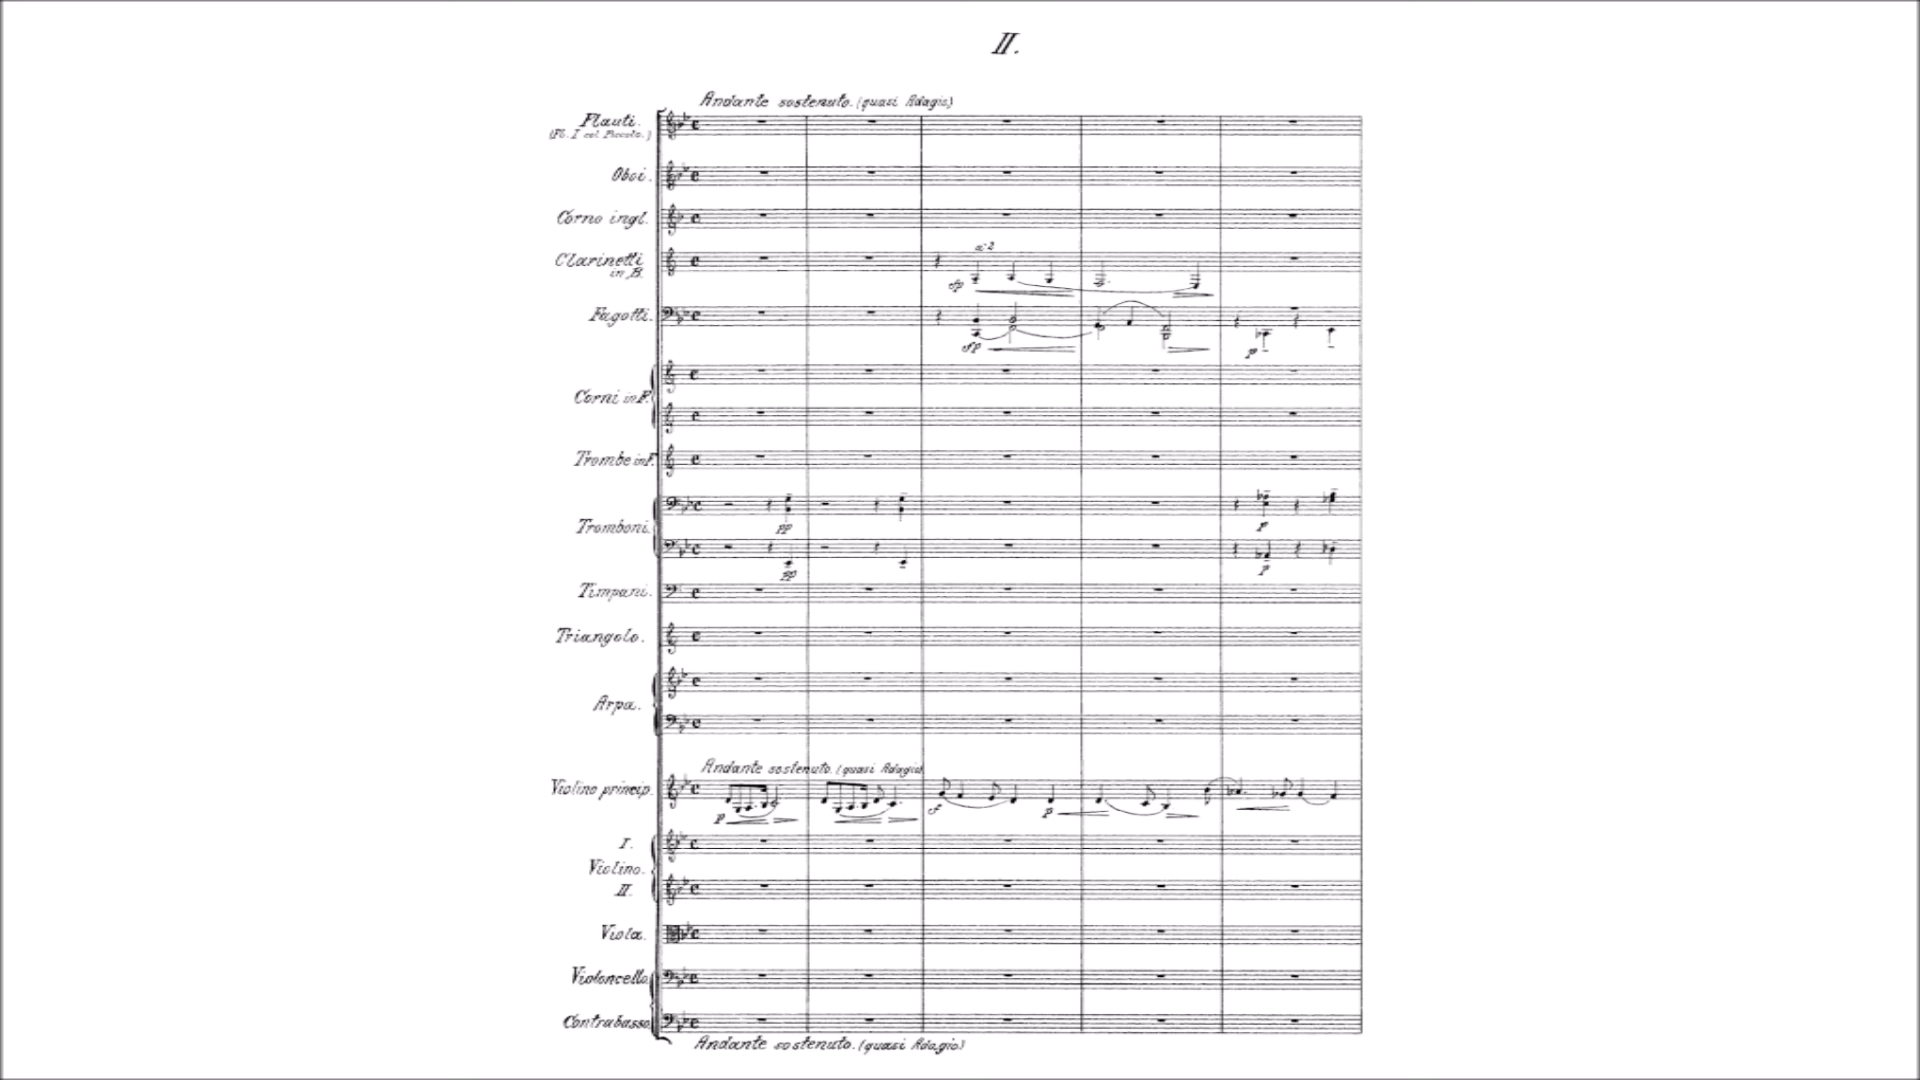 II.
Andante sostenuto. (quasi Adagio)
Flauti.
(Fl. I col Piccolo.)
Oboi.
Corno ingl.
a 2
Clarinetti
in B.
sfp
Fagotti.
sfp
p
Corni in F.
Trombe in F.
Tromboni.
pp
p
pp
p
Timpani.
Triangolo.
Arpa.
Andante sostenuto. (quasi Adagio)
Violino princip.
p
sf
p
I.
Violino.
II.
Viola.
Violoncello
Contrabasso
Andante sostenuto. (quasi Adagio)